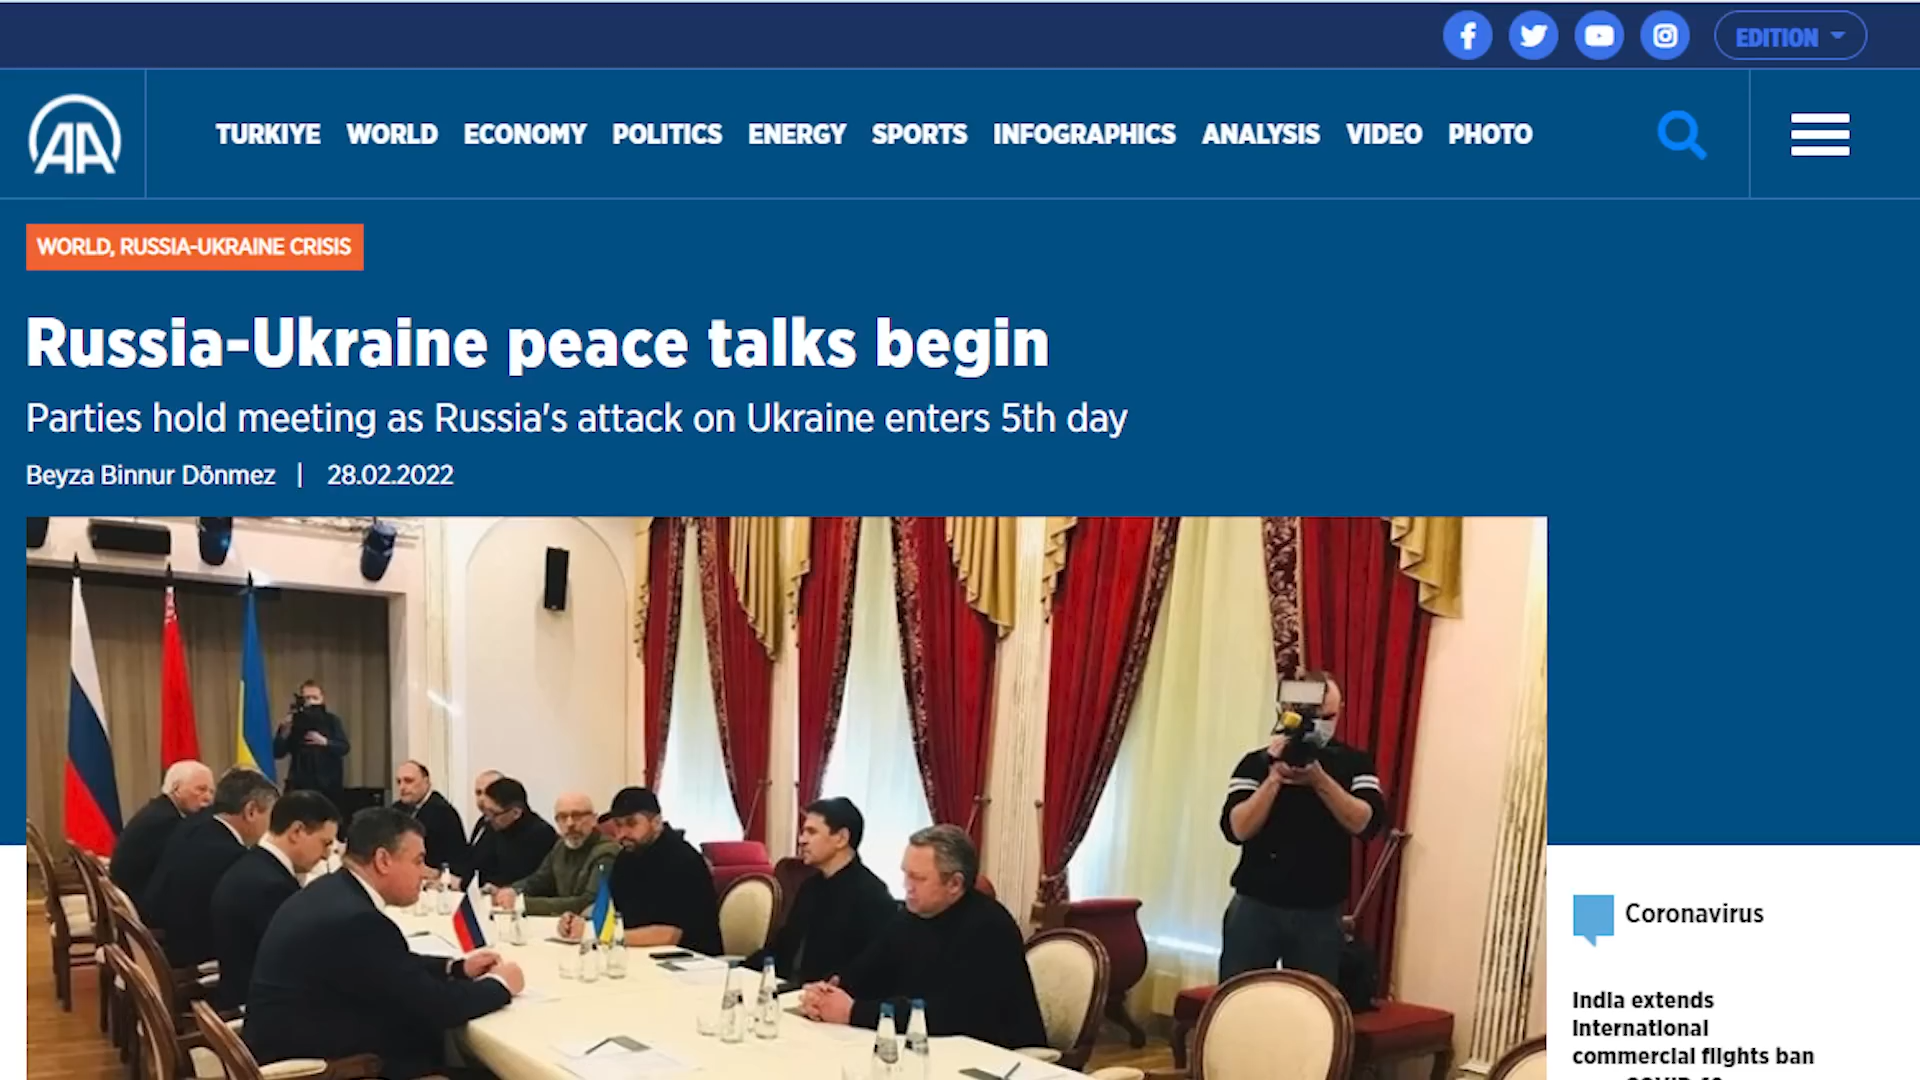 EDITION
AA
TURKIYE WORLD ECONOMY POLITICS ENERGY SPORTS INFOGRAPHICS ANALYSIS VIDEO PHOTO
WORLD, RUSSIA-UKRAINE CRISIS
Russia-Ukraine peace talks begin
Parties hold meeting as Russia's attack on Ukraine enters 5th day
Beyza Binnur Dönmez | 28.02.2022
Coronavirus
India extends
international
commercial flights ban